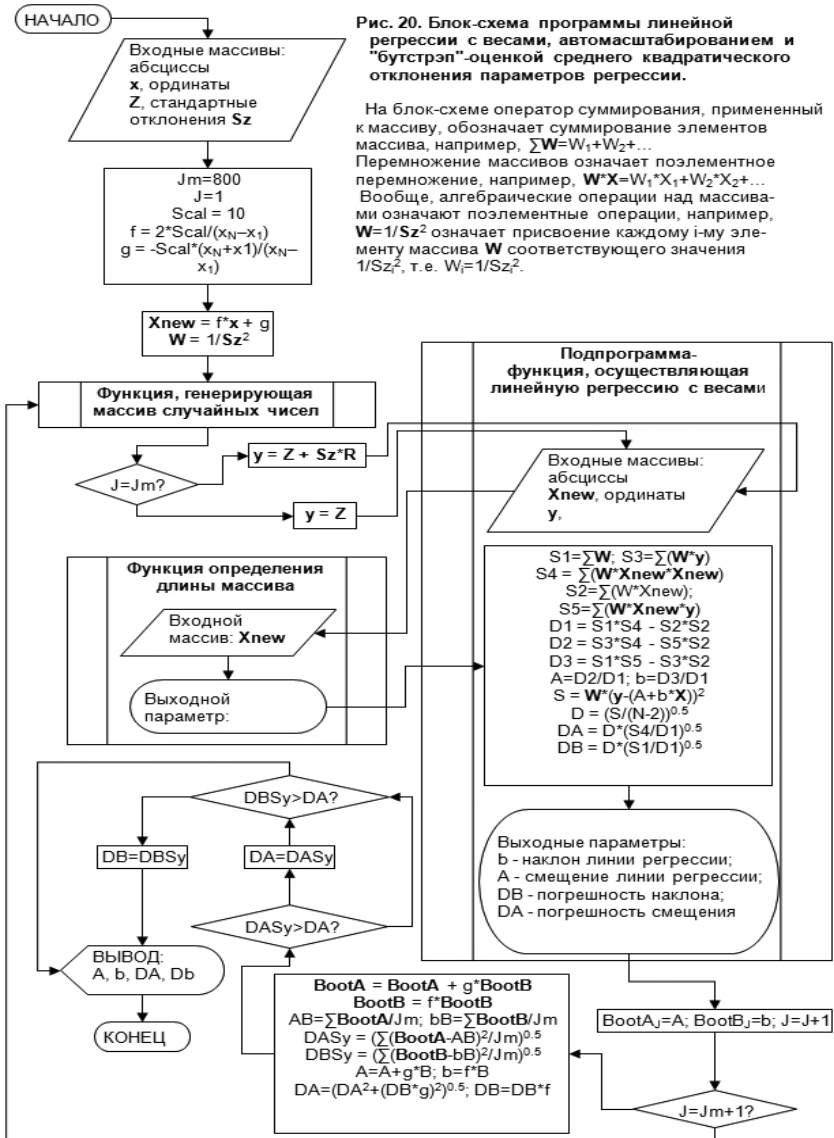 НАЧАЛО
Рис. 20. Блок-схема программы линейной
регрессии с весами, автомасштабированием и
"бутстрэп"-оценкой среднего квадратического
отклонения параметров регрессии.
На блок-схеме оператор суммирования, примененный
к массиву, обозначает суммирование элементов
массива, например, ∑W=W₁+W₂+...
Перемножение массивов означает поэлементное
перемножение, например, W*X=W₁*X₁+W₂*X₂+...
Вообще, алгебраические операции над массива-
ми означают поэлементные операции, например,
W=1/Sz² означает присвоение каждому i-му эле-
менту массива W соответствующего значения
1/Szᵢ², т.е. Wᵢ=1/Szᵢ².
Входные массивы:
абсциссы
x, ординаты
Z, стандартные
отклонения Sz
Jm=800
J=1
Scal = 10
f = 2*Scal/(xN–x₁)
g = -Scal*(xN+x1)/(xN–
x₁)
Xnew = f*x + g
W = 1/Sz²
Функция, генерирующая
массив случайных чисел
J=Jm?
y = Z + Sz*R
y = Z
Подпрограмма-
функция, осуществляющая
линейную регрессию с весами
Входные массивы:
абсциссы
Xnew, ординаты
y,
Функция определения
длины массива
Входной
массив: Xnew
Выходной
параметр:
S1=∑W; S3=∑(W*y)
S4 = ∑(W*Xnew*Xnew)
S2=∑(W*Xnew);
S5=∑(W*Xnew*y)
D1 = S1*S4 - S2*S2
D2 = S3*S4 - S5*S2
D3 = S1*S5 - S3*S2
A=D2/D1; b=D3/D1
S = W*(y-(A+b*X))²
D = (S/(N-2))^0.5
DA = D*(S4/D1)^0.5
DB = D*(S1/D1)^0.5
Выходные параметры:
b - наклон линии регрессии;
A - смещение линии регрессии;
DB - погрешность наклона;
DA - погрешность смещения
BootAJ=A; BootBJ=b; J=J+1
J=Jm+1?
BootA = BootA + g*BootB
BootB = f*BootB
AB=∑BootA/Jm; bB=∑BootB/Jm
DASy = (∑(BootA-AB)²/Jm)^0.5
DBSy = (∑(BootB-bB)²/Jm)^0.5
A=A+g*B; b=f*B
DA=(DA²+(DB*g)²)^0.5; DB=DB*f
DASy>DA?
DA=DASy
DBSy>DA?
DB=DBSy
ВЫВОД:
A, b, DA, Db
КОНЕЦ